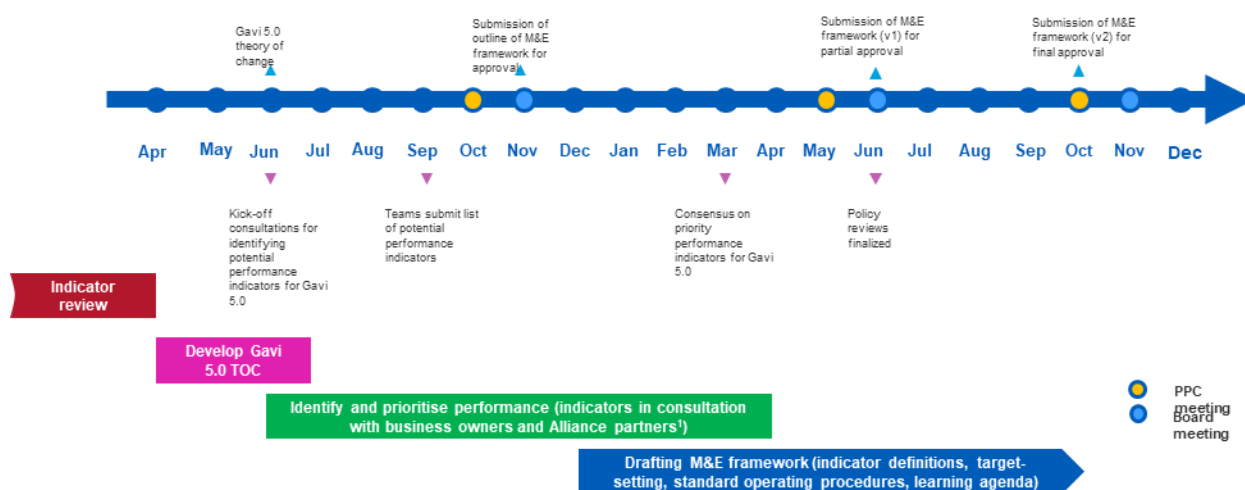 Gavi 5.0
theory of
change
Submission of
outline of M&E
framework for
approval
Submission of M&E
framework (v1) for
partial approval
Submission of M&E
framework (v2) for
final approval
Apr May Jun Jul Aug Sep Oct Nov Dec Jan Feb Mar Apr May Jun Jul Aug Sep Oct Nov Dec
Kick-off
consultations for
identifying
potential
performance
indicators for Gavi
5.0
Teams submit list
of potential
performance
indicators
Consensus on
priority
performance
indicators for Gavi
5.0
Policy
reviews
finalized
Indicator
review
Develop Gavi
5.0 TOC
Identify and prioritise performance (indicators in consultation
with business owners and Alliance partners¹)
Drafting M&E framework (indicator definitions, target-
setting, standard operating procedures, learning agenda)
PPC
meeting
Board
meeting